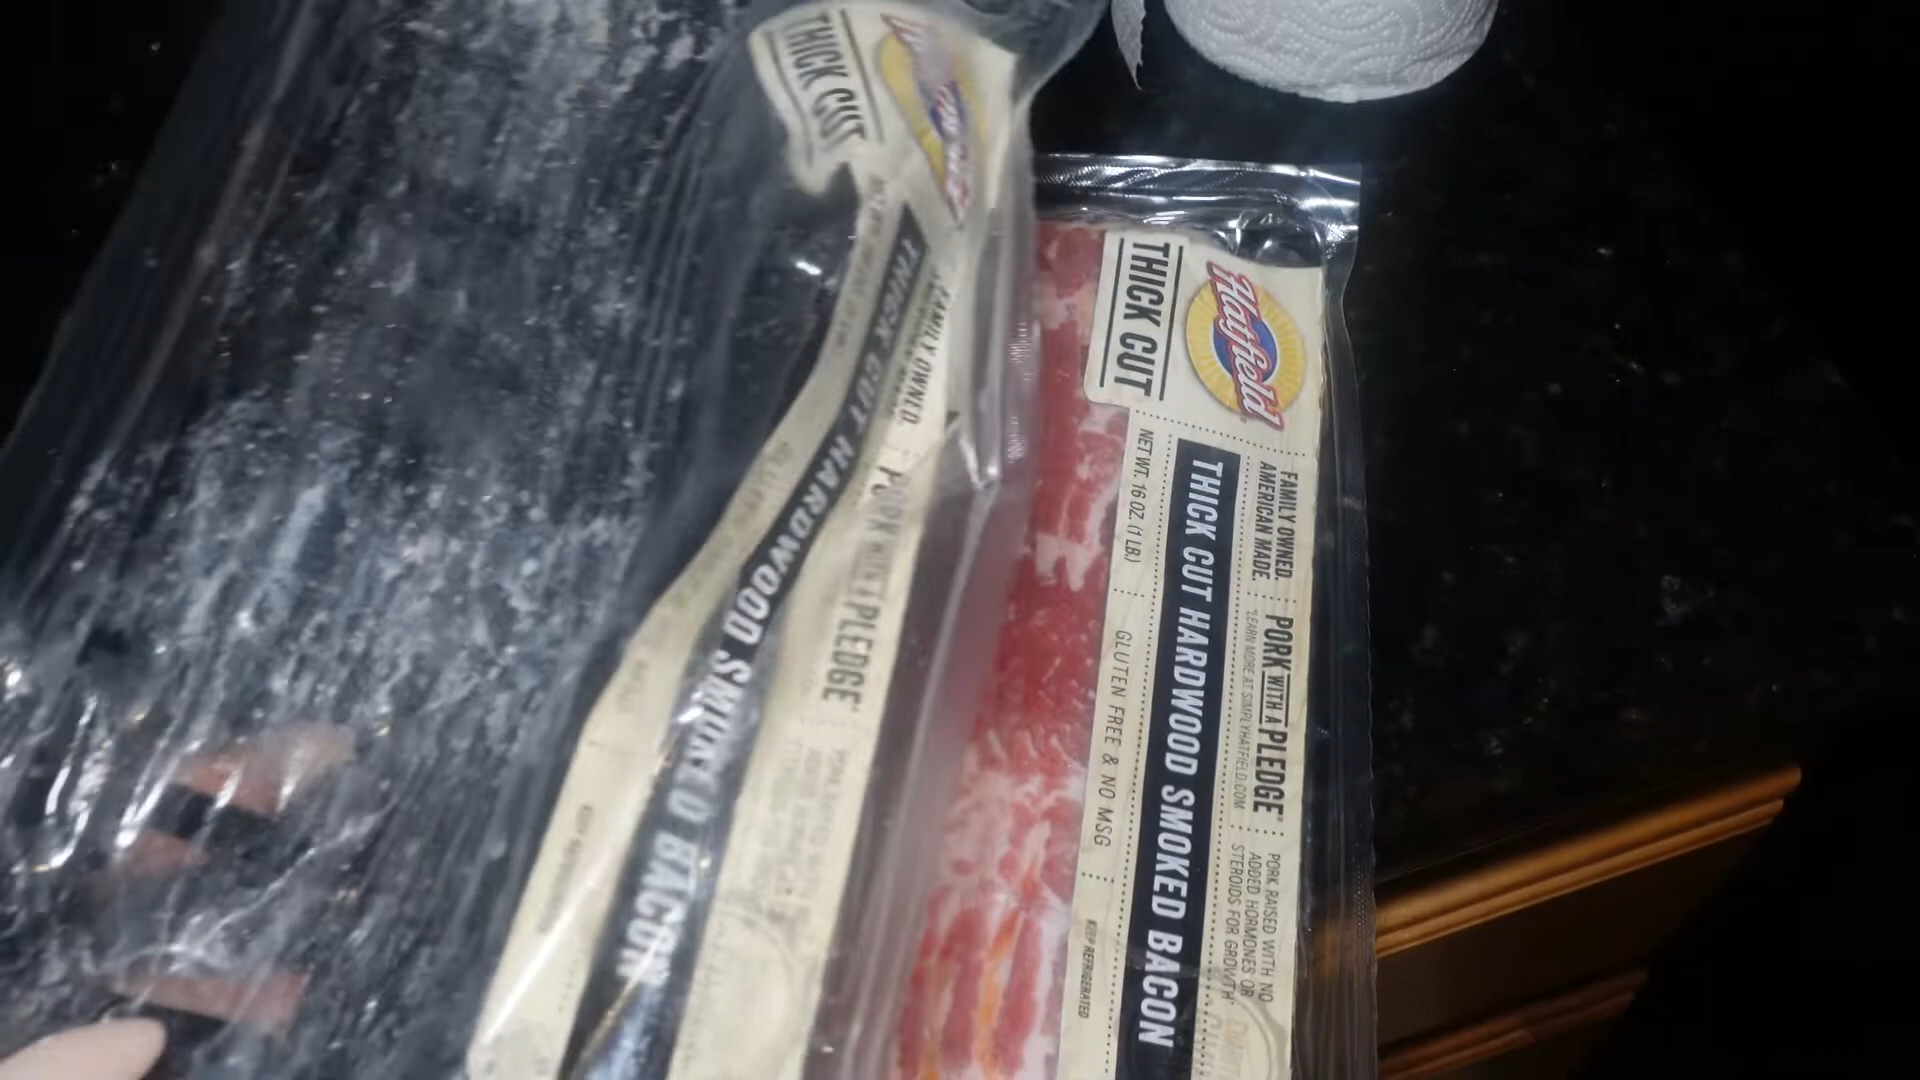 THICK CUT
THICK CUT HARDWOOD SMOKED BACON
FAMILY OWNED.
PORK WITH A PLEDGE
Hatfield
THICK CUT
FAMILY OWNED.
AMERICAN MADE.
PORK WITH A PLEDGE®
*LEARN MORE AT SIMPLYHATFIELD.COM
PORK RAISED WITH NO
ADDED HORMONES OR
STEROIDS FOR GROWTH*
THICK CUT HARDWOOD SMOKED BACON
NET WT. 16 OZ. (1 LB.)
GLUTEN FREE & NO MSG
KEEP REFRIGERATED